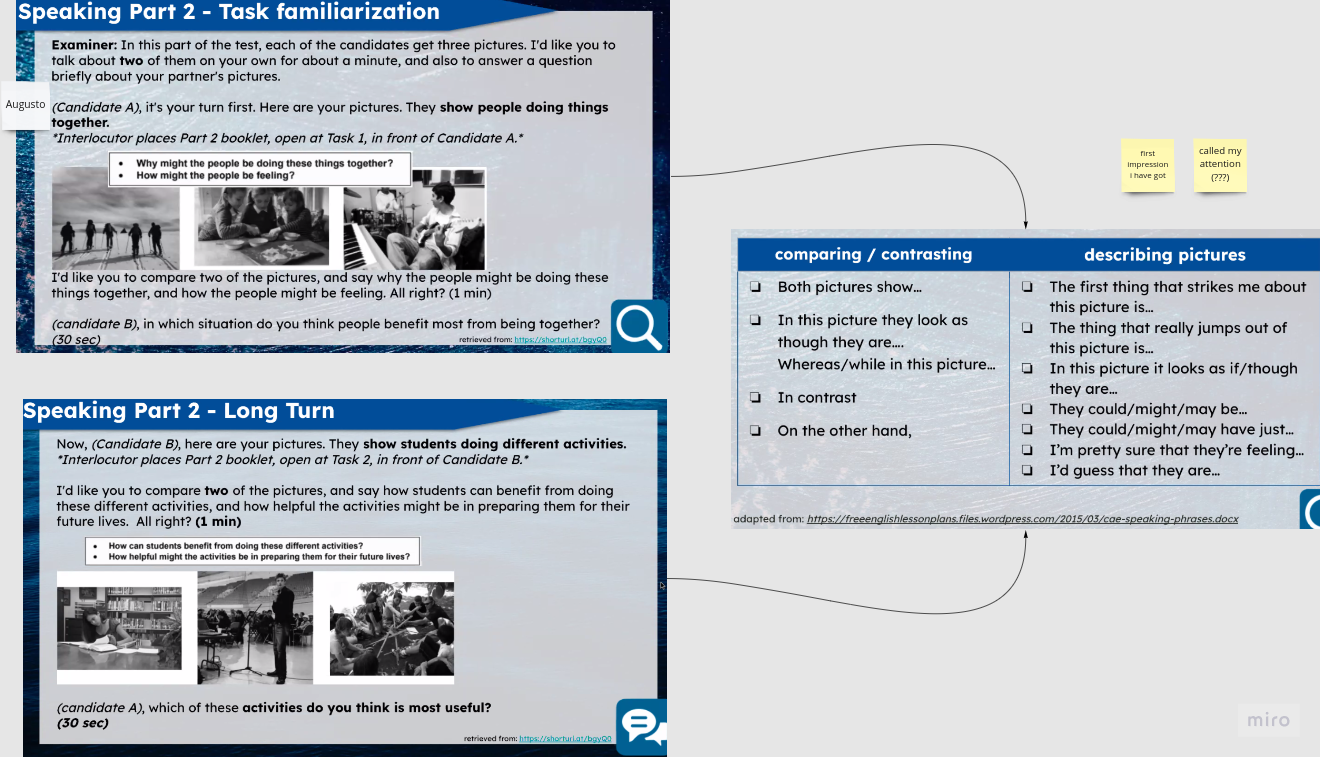 Speaking Part 2 - Task familiarization
Examiner: In this part of the test, each of the candidates get three pictures. I'd like you to
talk about two of them on your own for about a minute, and also to answer a question
briefly about your partner's pictures.
Augusto
(Candidate A), it's your turn first. Here are your pictures. They show people doing things
together.
*Interlocutor places Part 2 booklet, open at Task 1, in front of Candidate A.*
• Why might the people be doing these things together?
• How might the people be feeling?
I'd like you to compare two of the pictures, and say why the people might be doing these
things together, and how the people might be feeling. All right? (1 min)
(candidate B), in which situation do you think people benefit most from being together?
(30 sec)
retrieved from: https://shorturl.at/bgyQ0
Speaking Part 2 - Long Turn
Now, (Candidate B), here are your pictures. They show students doing different activities.
*Interlocutor places Part 2 booklet, open at Task 2, in front of Candidate B.*
I'd like you to compare two of the pictures, and say how students can benefit from doing
these different activities, and how helpful the activities might be in preparing them for their
future lives. All right? (1 min)
• How can students benefit from doing these different activities?
• How helpful might the activities be in preparing them for their future lives?
(candidate A), which of these activities do you think is most useful?
(30 sec)
retrieved from: https://shorturl.at/bgyQ0
first
impression
i have got
called my
attention
(???)
comparing / contrasting
❏ Both pictures show…
❏ In this picture they look as
though they are….
Whereas/while in this picture…
❏ In contrast
❏ On the other hand,
describing pictures
❏ The first thing that strikes me about
this picture is…
❏ The thing that really jumps out of
this picture is…
❏ In this picture it looks as if/though
they are…
❏ They could/might/may be…
❏ They could/might/may have just…
❏ I'm pretty sure that they're feeling…
❏ I'd guess that they are…
adapted from: https://freeenglishlessonplans.files.wordpress.com/2015/03/cae-speaking-phrases.docx
miro